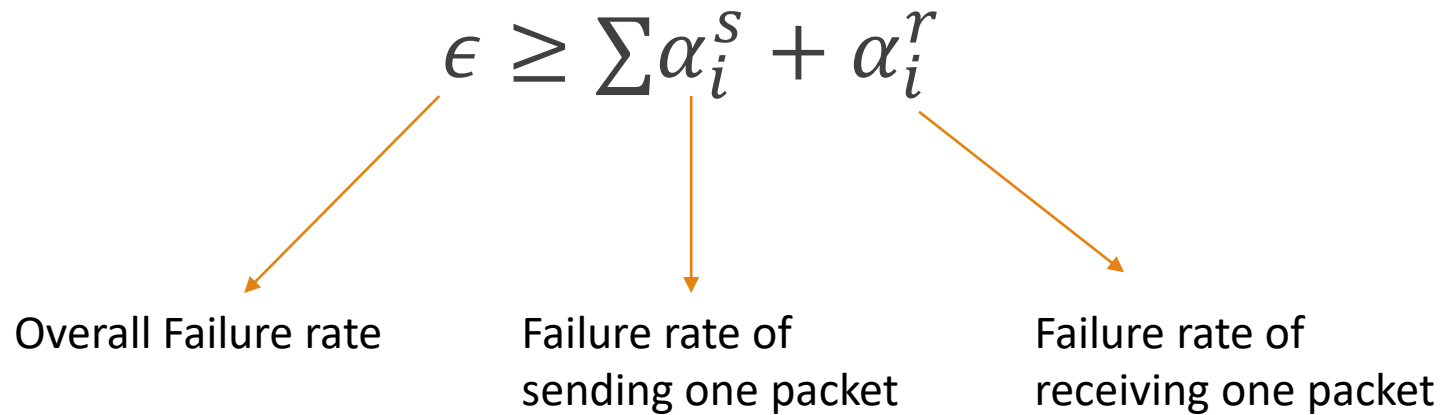 ϵ ≥ ∑α_i^s + α_i^r
Overall Failure rate
Failure rate of
sending one packet
Failure rate of
receiving one packet